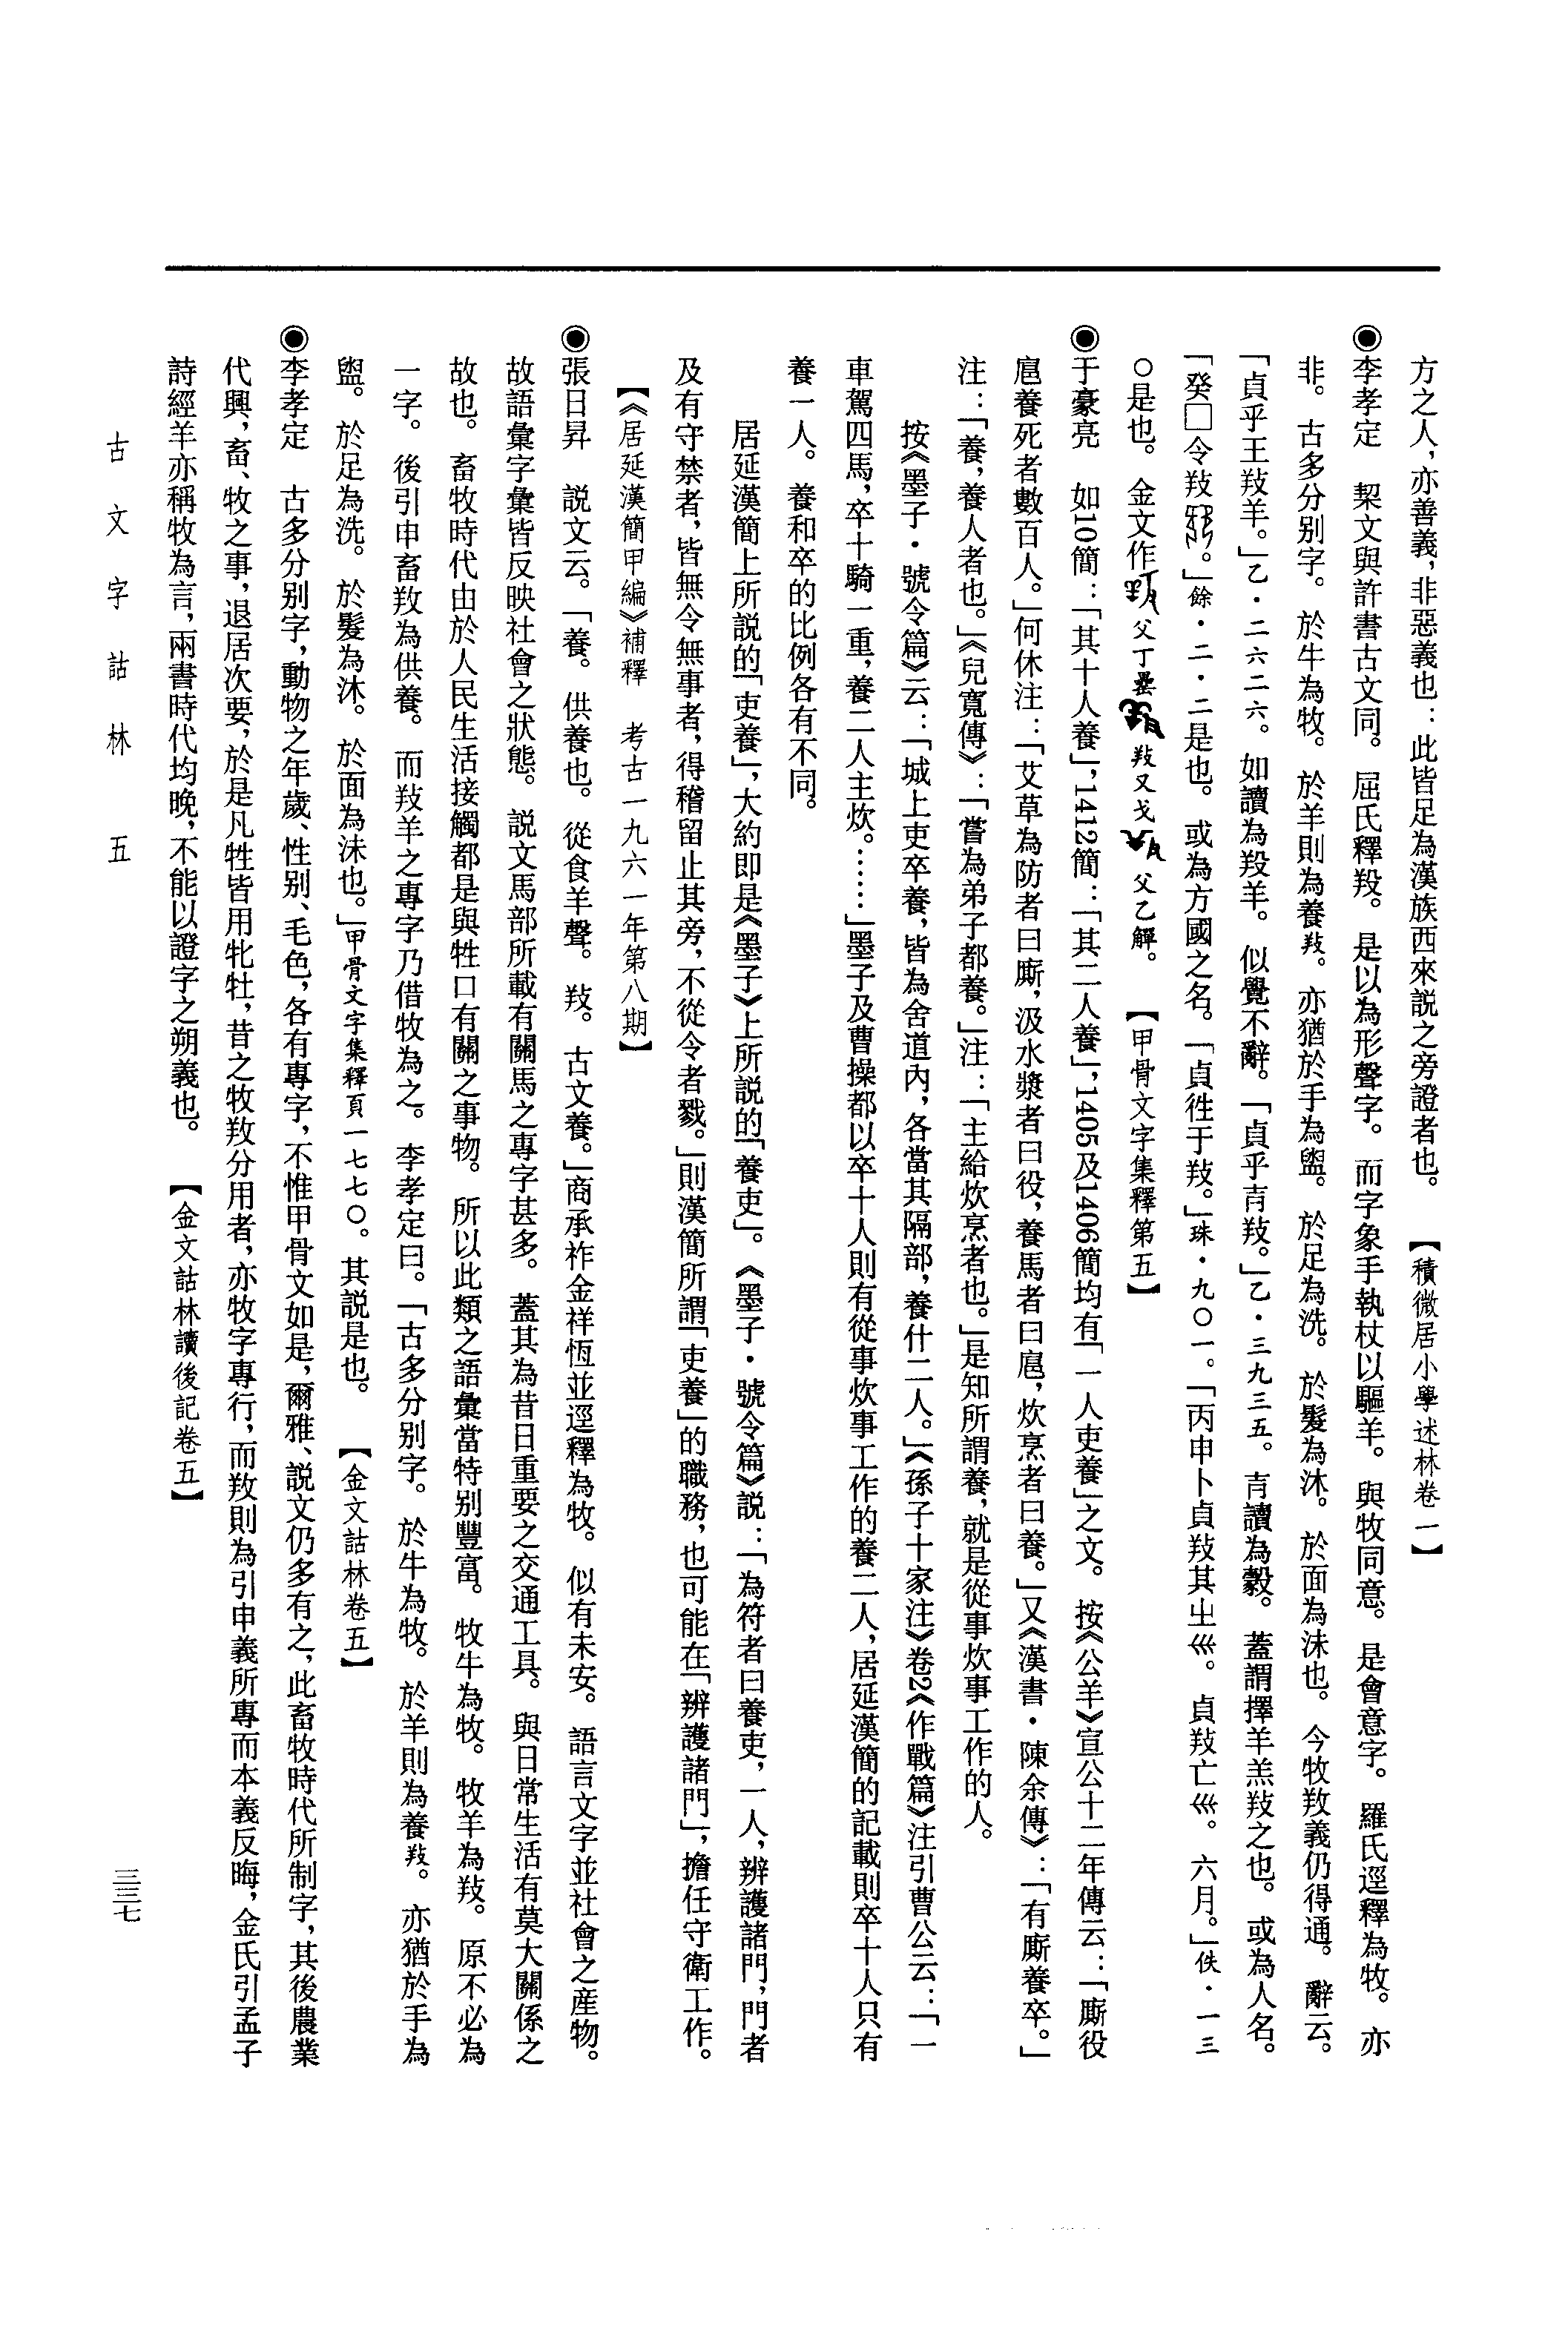 方之人，亦善義，非惡義也：此皆足為漢族西來説之旁證者也。　【積微居小學述林卷一】
◉李孝定　栔文與許書古文同。屈氏釋羖。是以為形聲字。而字象手執杖以驅羊。與牧同意。是會意字。羅氏逕釋為牧。亦
非。古多分别字。於牛為牧。於羊則為養𢼝。亦猶於手為盥。於足為洗。於髮為沐。於面為沬也。今牧𢼝義仍得通。辭云。
「貞乎王𢼝羊。」乙・二六二六。如讀為羖羊。似覺不辭。「貞乎𡧛𢼝。」乙・三九三五。𡧛讀為㲄。蓋謂擇羊羔𢼝之也。或為人名。
「癸□令𢼝。」餘・二・二是也。或為方國之名。「貞往于𢼝。」珠・九〇一。「丙申卜貞𢼝其㞢巛。貞𢼝亡巛。六月。」佚・一三
〇是也。金文作父丁罍𢼝又戈父乙觶。　【甲骨文字集釋第五】
◉于豪亮　如10簡：「其十人養」，1412簡：「其二人養」，1405及1406簡均有「一人吏養」之文。按《公羊》宣公十二年傳云：「廝役
扈養死者數百人。」何休注：「艾草為防者曰廝，汲水漿者曰役，養馬者曰扈，炊烹者曰養。」又《漢書・陳余傳》：「有廝養卒。」
注：「養，養人者也。」《兒寬傳》：「嘗為弟子都養。」注：「主給炊烹者也。」是知所謂養，就是從事炊事工作的人。
按《墨子・號令篇》云：「城上吏卒養，皆為舍道內，各當其隔部，養什二人。」《孫子十家注》卷2《作戰篇》注引曹公云：「一
車駕四馬，卒十騎一重，養二人主炊。……」墨子及曹操都以卒十人則有從事炊事工作的養二人，居延漢簡的記載則卒十人只有
養一人。養和卒的比例各有不同。
居延漢簡上所説的「吏養」，大約即是《墨子》上所説的「養吏」。《墨子・號令篇》説：「為符者曰養吏，一人，辨護諸門，門者
及有守禁者，皆無令無事者，得稽留止其旁，不從令者戮。」則漢簡所謂「吏養」的職務，也可能在「辨護諸門」，擔任守衛工作。
【《居延漢簡甲編》補釋　考古一九六一年第八期】
◉張日昇　説文云。「養。供養也。從食羊聲。𢼝。古文養。」商承祚金祥恆並逕釋為牧。似有未安。語言文字並社會之産物。
故語彙字彙皆反映社會之狀態。説文馬部所載有關馬之專字甚多。蓋其為昔日重要之交通工具。與日常生活有莫大關係之
故也。畜牧時代由於人民生活接觸都是與牲口有關之事物。所以此類之語彙當特别豐富。牧牛為牧。牧羊為𢼝。原不必為
一字。後引申畜𢼝為供養。而𢼝羊之專字乃借牧為之。李孝定曰。「古多分别字。於牛為牧。於羊則為養𢼝。亦猶於手為
盥。於足為洗。於髮為沐。於面為沬也。」甲骨文字集釋頁一七七〇。其説是也。　【金文詁林卷五】
◉李孝定　古多分别字，動物之年歲、性别、毛色，各有專字，不惟甲骨文如是，爾雅、説文仍多有之，此畜牧時代所制字，其後農業
代興，畜、牧之事，退居次要，於是凡牲皆用牝牡，昔之牧𢼝分用者，亦牧字專行，而𢼝則為引申義所專而本義反晦，金氏引孟子
詩經羊亦稱牧為言，兩書時代均晚，不能以證字之朔義也。　【金文詁林讀後記卷五】
古文字詁林　五
三三七